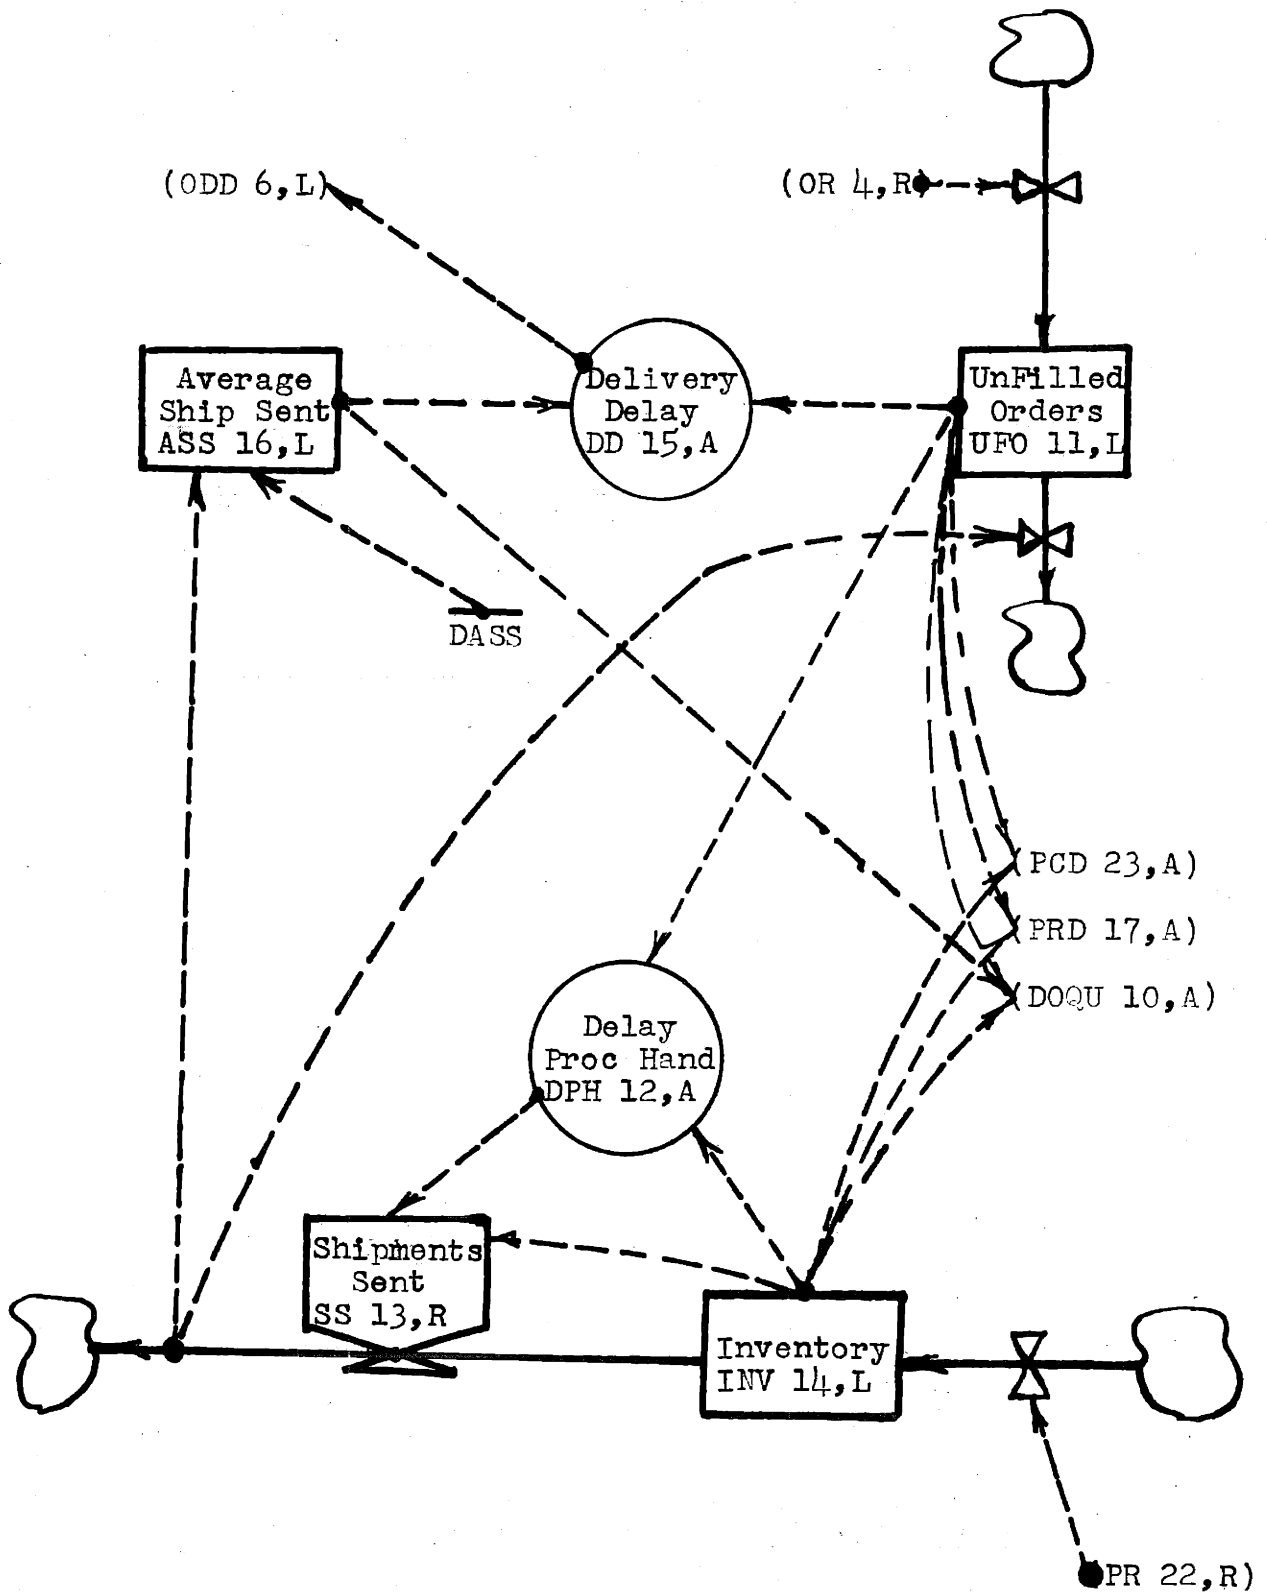 (ODD 6,L)
(OR 4,R)
Average
Ship Sent
ASS 16,L
Delivery
Delay
DD 15,A
UnFilled
Orders
UFO 11,L
DASS
(PCD 23,A)
(PRD 17,A)
(DOQU 10,A)
Delay
Proc Hand
DPH 12,A
Shipments
Sent
SS 13,R
Inventory
INV 14,L
PR 22,R)